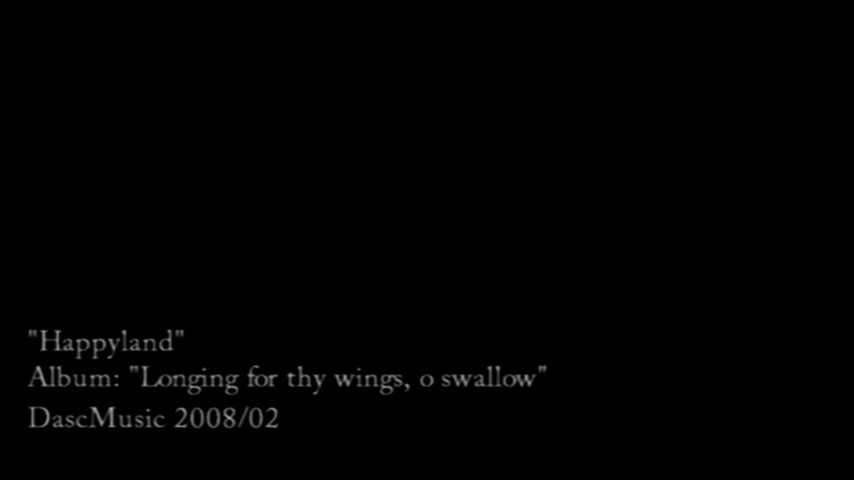 "Happyland"
Album: "Longing for thy wings, o swallow"
DascMusic 2008/02